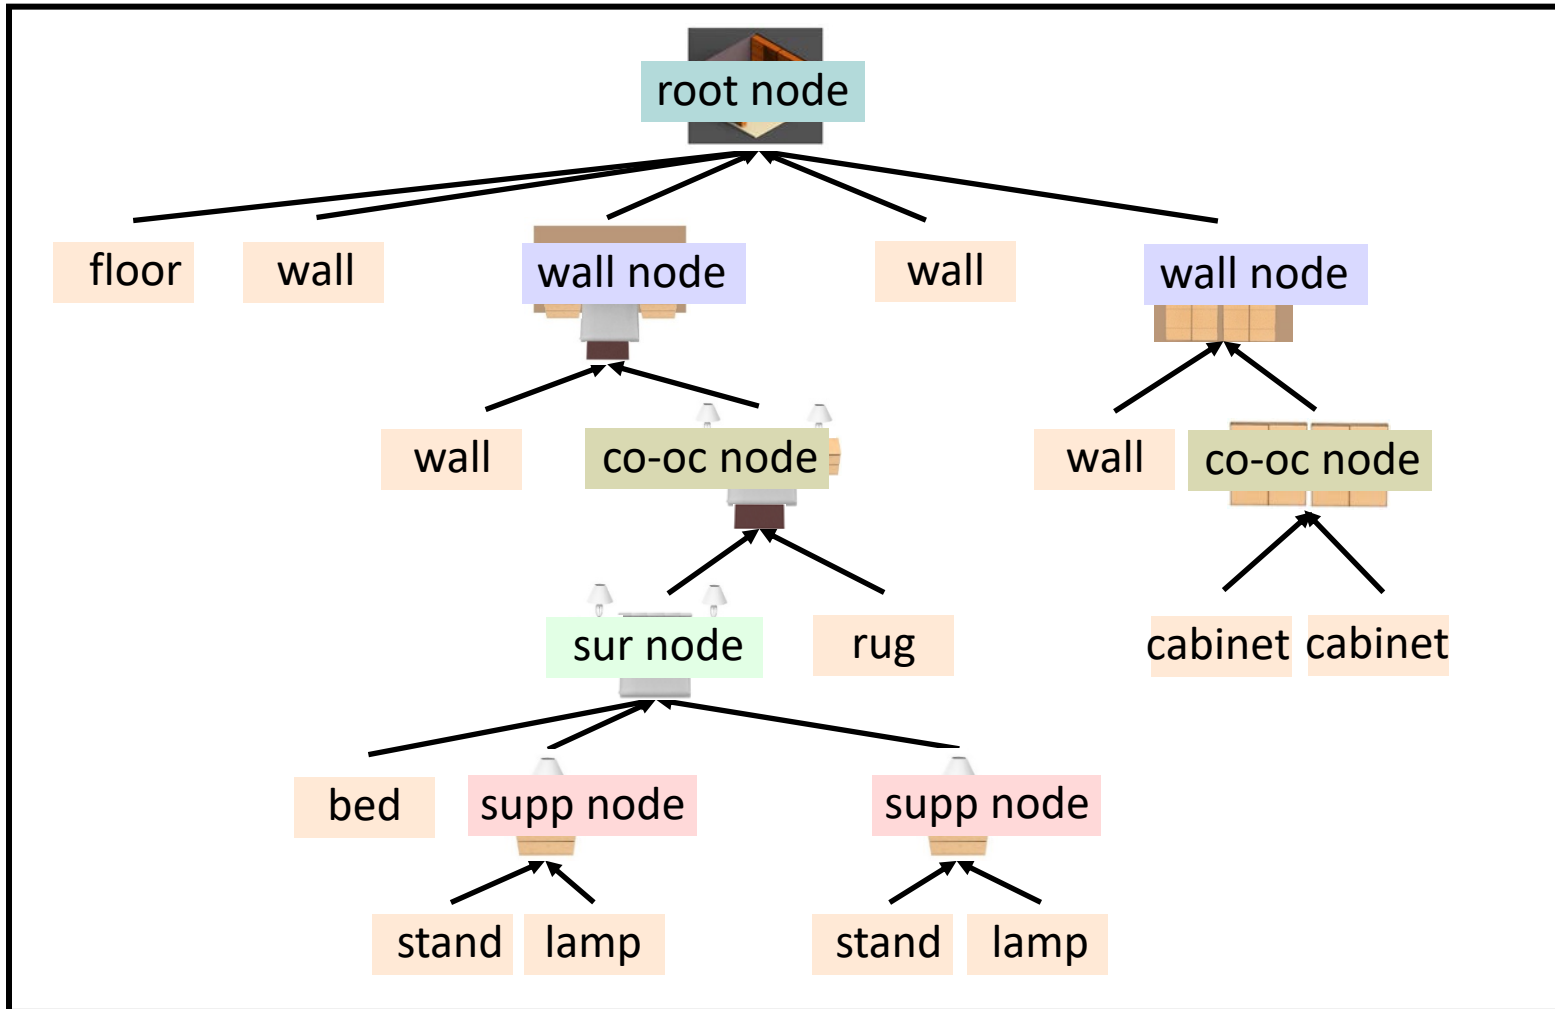 root node
floor
wall
wall node
wall
wall node
wall
co-oc node
wall
co-oc node
sur node
rug
cabinet
cabinet
bed
supp node
supp node
stand
lamp
stand
lamp